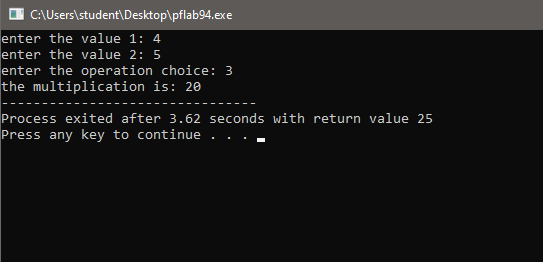 C:\Users\student\Desktop\pflab94.exe
enter the value 1: 4
enter the value 2: 5
enter the operation choice: 3
the multiplication is: 20
--------------------------------
Process exited after 3.62 seconds with return value 25
Press any key to continue . . .